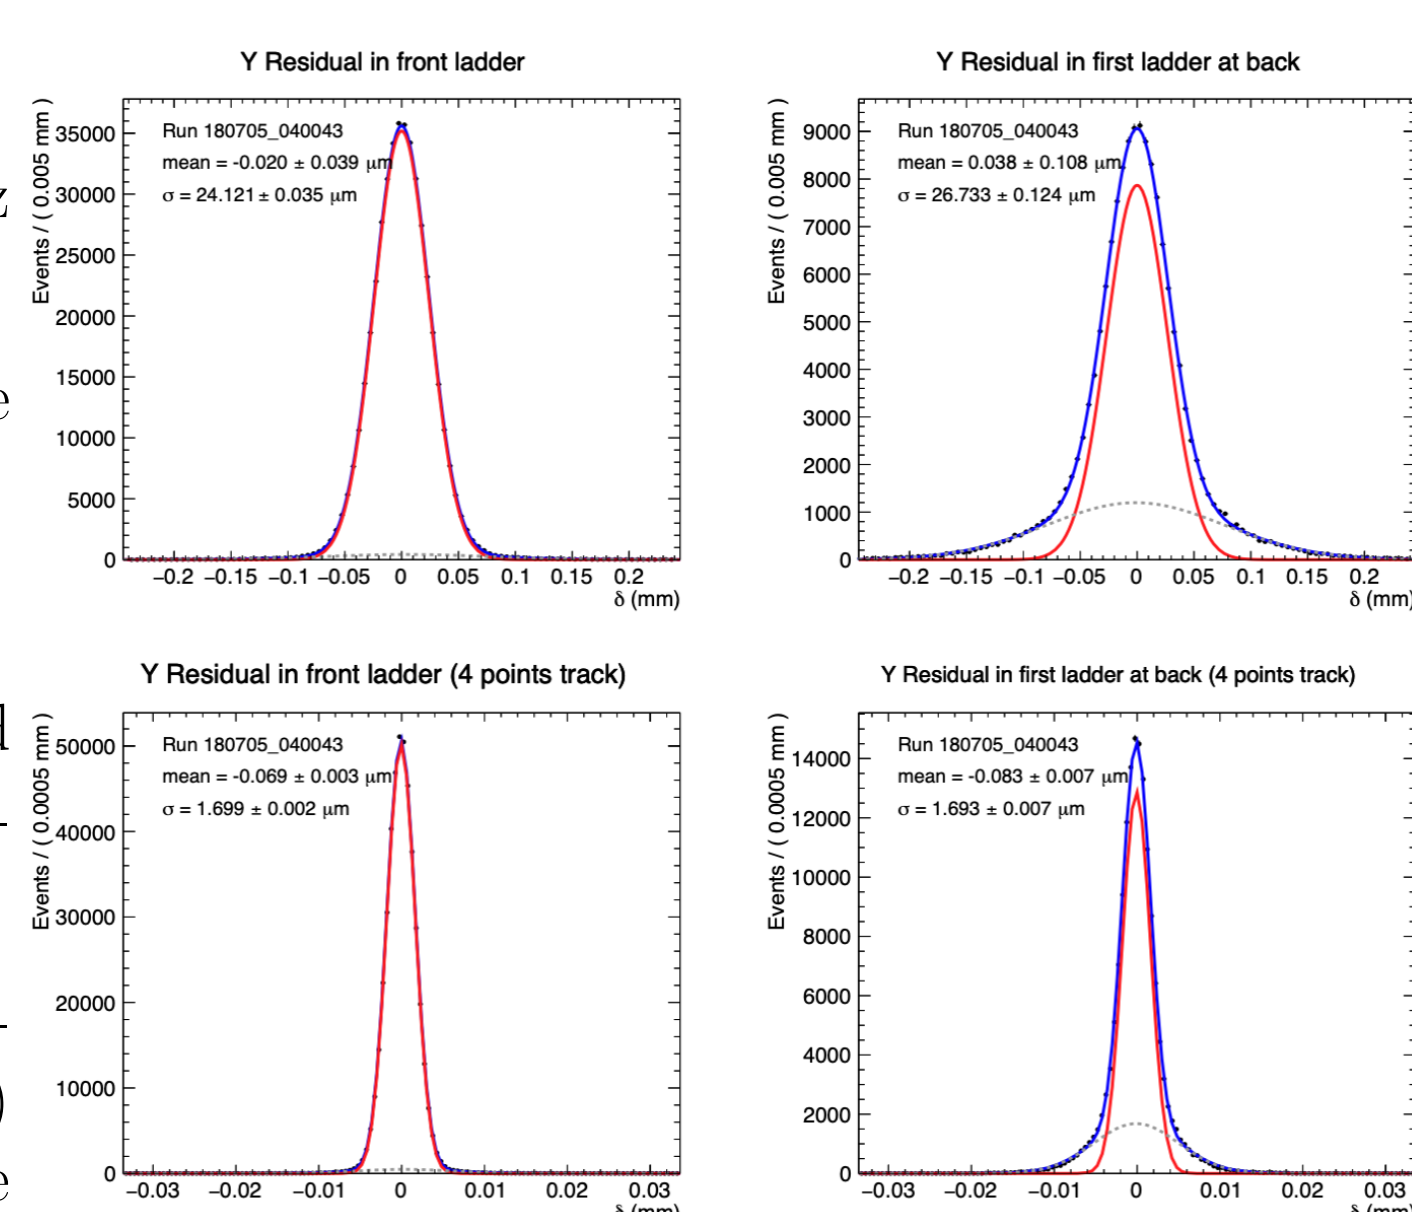 Y Residual in front ladder
Events / ( 0.005 mm )
Run 180705_040043
mean = -0.020 ± 0.039 μm
σ = 24.121 ± 0.035 μm
35000
30000
25000
20000
15000
10000
5000
0
−0.2 −0.15 −0.1 −0.05 0 0.05 0.1 0.15 0.2
δ (mm)
Y Residual in first ladder at back
Events / ( 0.005 mm )
Run 180705_040043
mean = 0.038 ± 0.108 μm
σ = 26.733 ± 0.124 μm
9000
8000
7000
6000
5000
4000
3000
2000
1000
0
−0.2 −0.15 −0.1 −0.05 0 0.05 0.1 0.15 0.2
δ (mm)
Y Residual in front ladder (4 points track)
Events / ( 0.0005 mm )
Run 180705_040043
mean = -0.069 ± 0.003 μm
σ = 1.699 ± 0.002 μm
50000
40000
30000
20000
10000
0
−0.03 −0.02 −0.01 0 0.01 0.02 0.03
δ (mm)
Y Residual in first ladder at back (4 points track)
Events / ( 0.0005 mm )
Run 180705_040043
mean = -0.083 ± 0.007 μm
σ = 1.693 ± 0.007 μm
14000
12000
10000
8000
6000
4000
2000
0
−0.03 −0.02 −0.01 0 0.01 0.02 0.03
δ (mm)
z
e
d
)
e